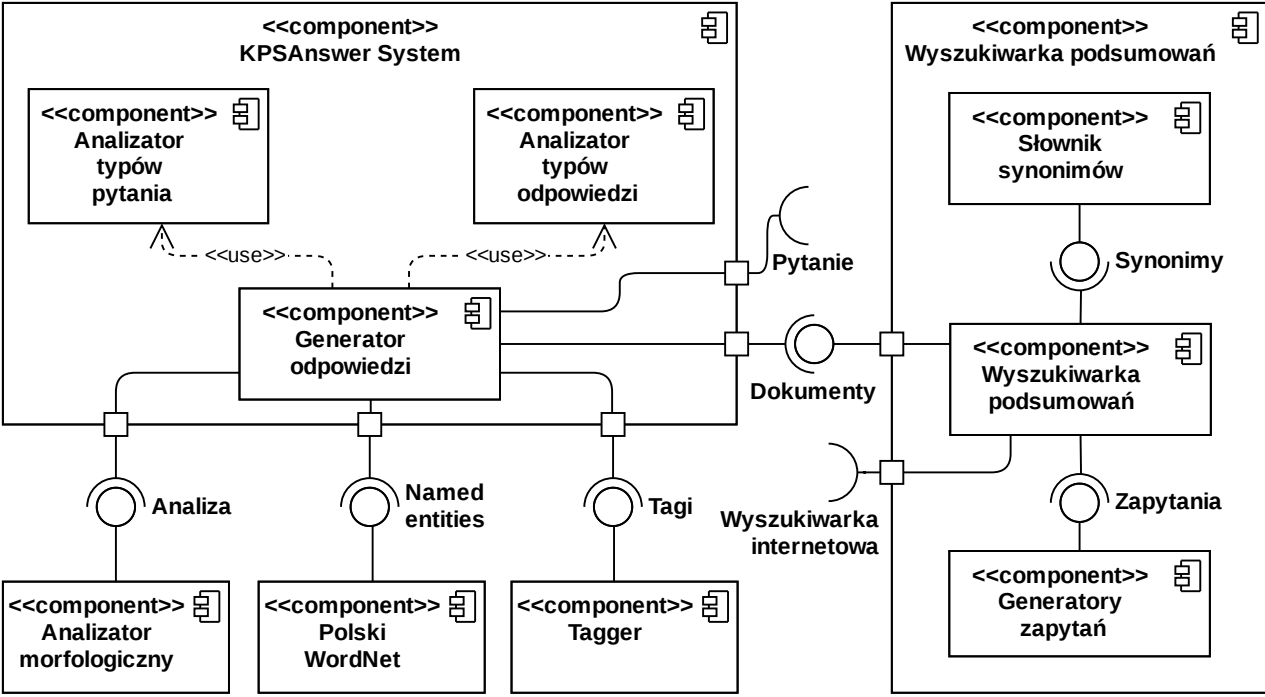 <<component>>
KPSAnswer System
<<component>>
Analizator
typów
pytania
<<component>>
Analizator
typów
odpowiedzi
<<use>>
<<use>>
<<component>>
Generator
odpowiedzi
Pytanie
Dokumenty
Analiza
Named
entities
Tagi
Wyszukiwarka
internetowa
<<component>>
Analizator
morfologiczny
<<component>>
Polski
WordNet
<<component>>
Tagger
<<component>>
Wyszukiwarka podsumowań
<<component>>
Słownik
synonimów
Synonimy
<<component>>
Wyszukiwarka
podsumowań
Zapytania
<<component>>
Generatory
zapytań